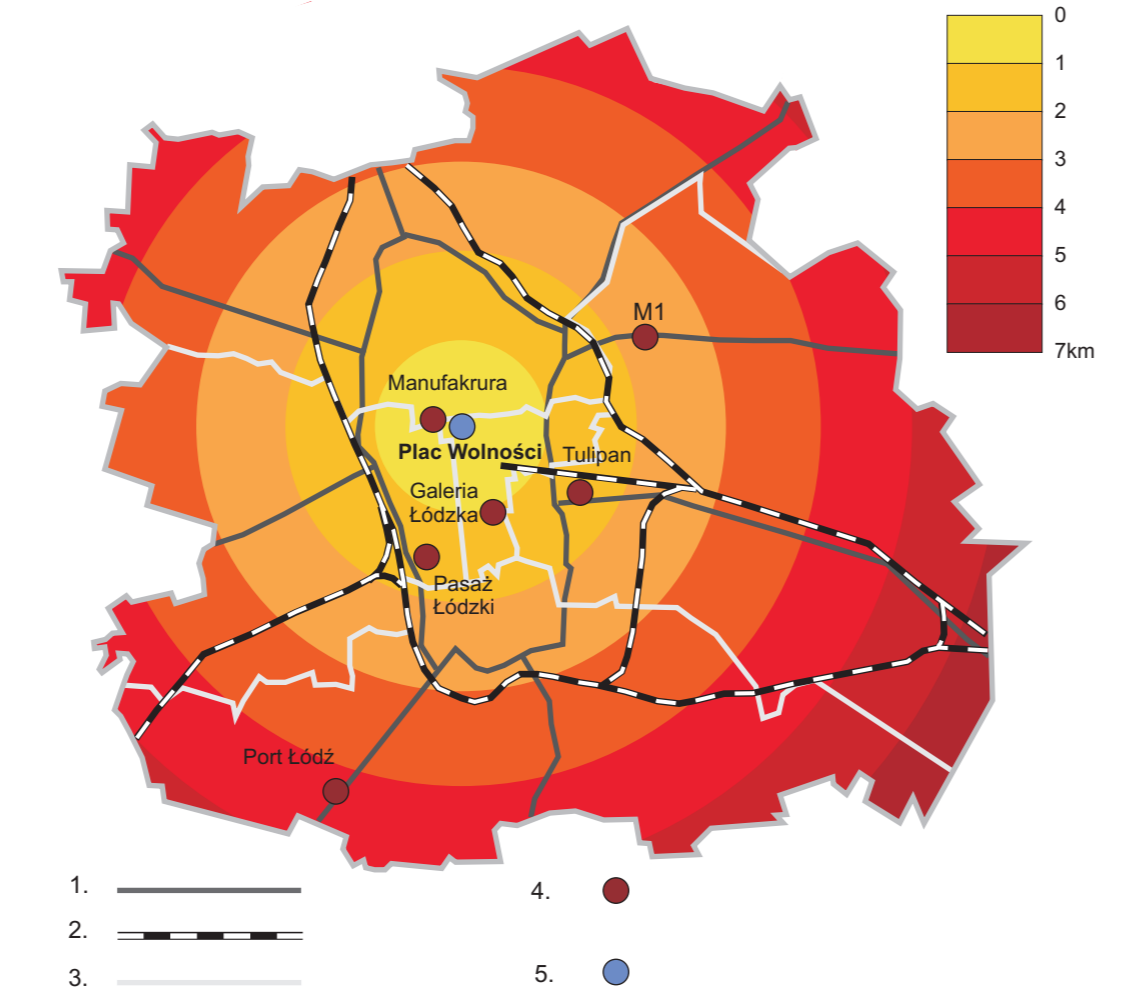 0
1
2
3
4
5
6
7km
M1
Manufakrura
Plac Wolności
Tulipan
Galeria
Łódzka
Pasaż
Łódzki
Port Łódź
1.
2.
3.
4.
5.